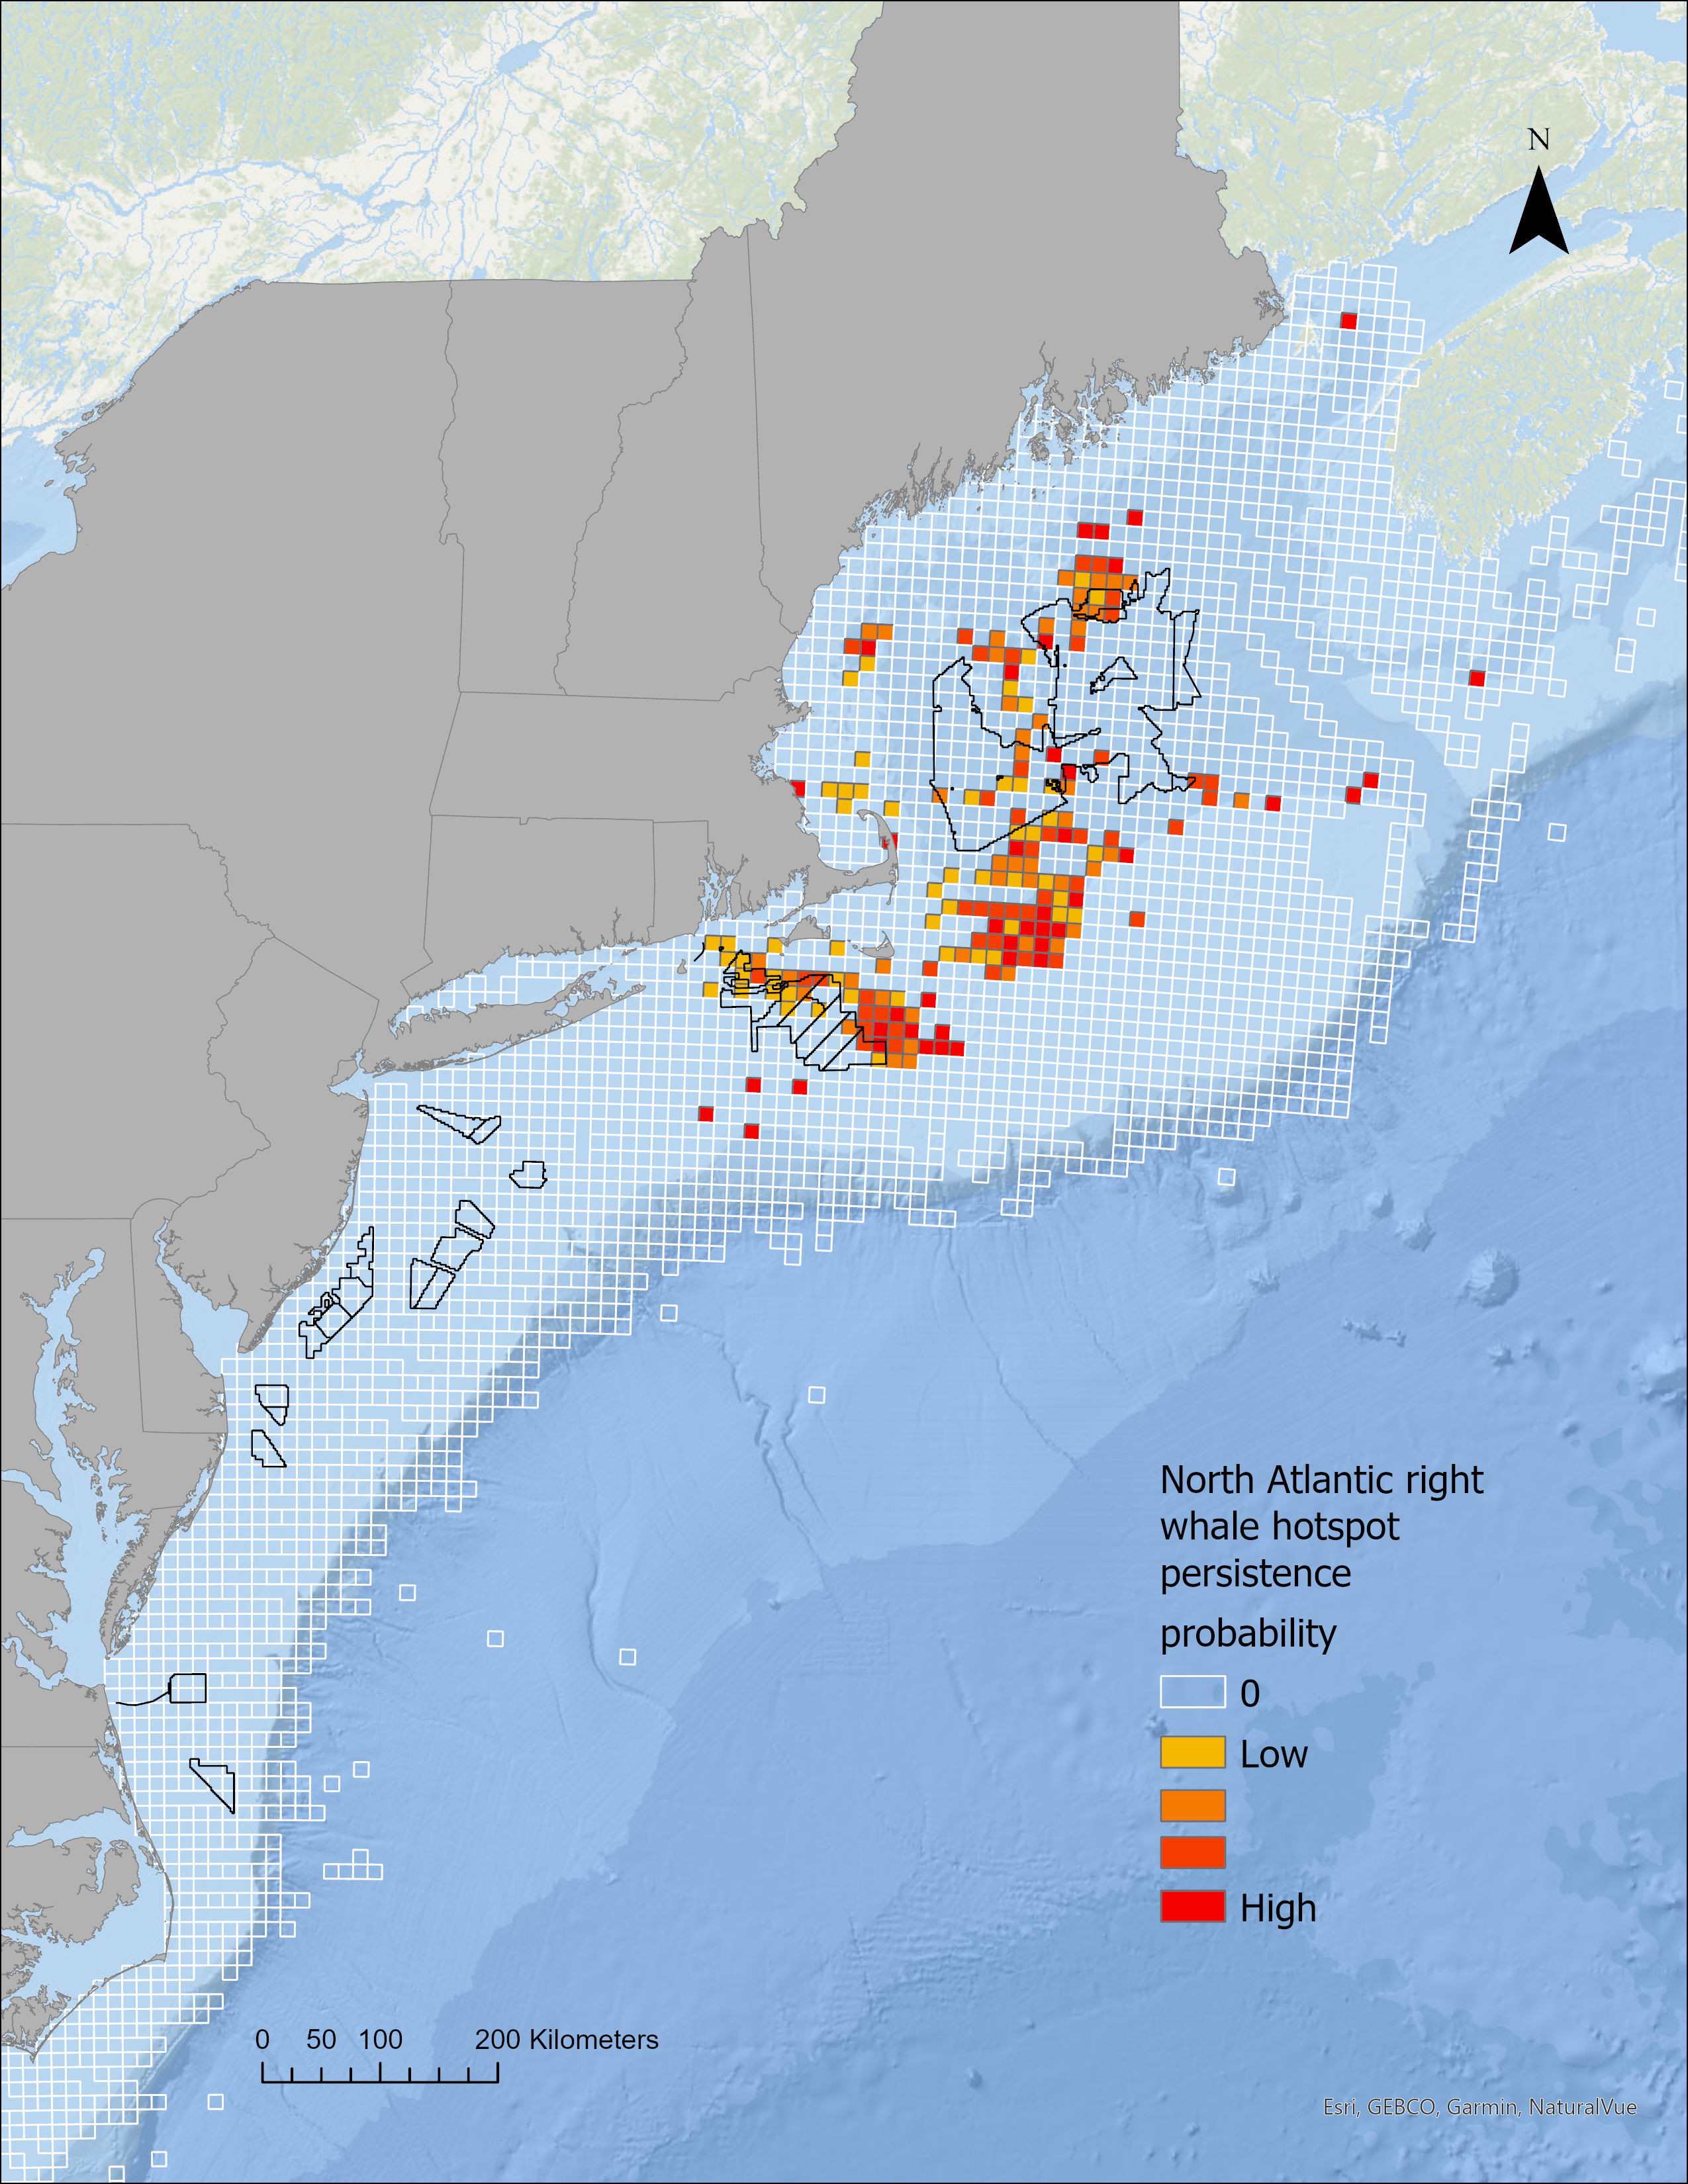 N
North Atlantic right
whale hotspot
persistence
probability
0
Low
High
0 50 100 200 Kilometers
Esri, GEBCO, Garmin, NaturalVue